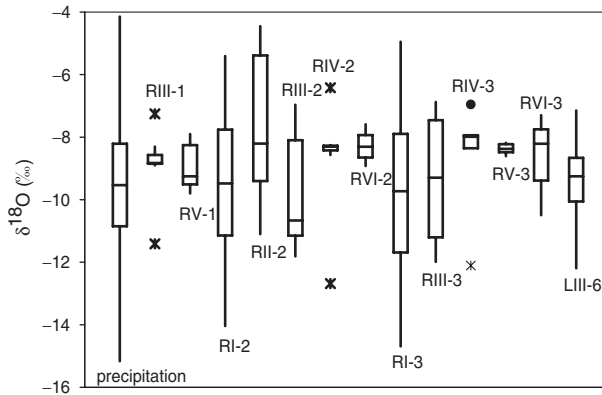 δ18O (‰)
−4
−6
−8
−10
−12
−14
−16
RIII-1
RV-1
RI-2
RII-2
RIII-2
RIV-2
RVI-2
RI-3
RIII-3
RIV-3
RV-3
RVI-3
LIII-6
precipitation